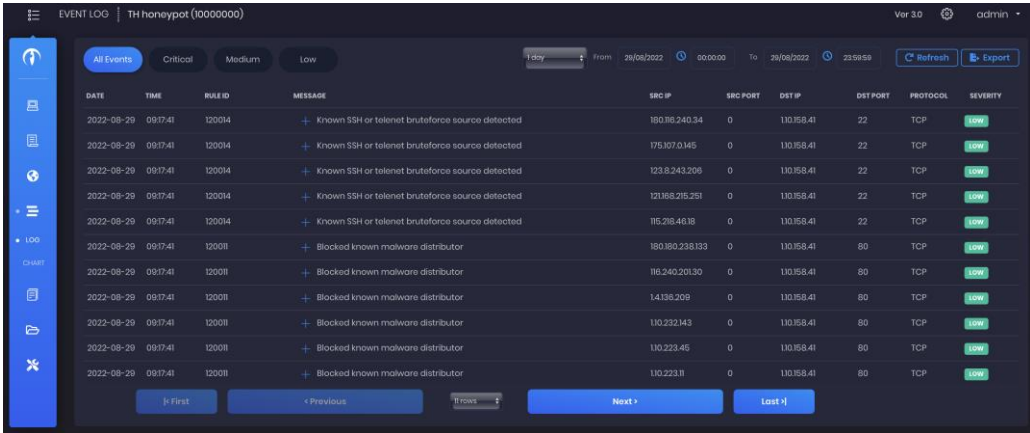 EVENT LOG TH honeypot (10000000) Ver 3.0 admin
All Events Critical Medium Low 1 day From 29/08/2022 00:00:00 To 29/08/2022 23:59:59 Refresh Export
DATE TIME RULE ID MESSAGE SRC IP SRC PORT DST IP DST PORT PROTOCOL SEVERITY
2022-08-29 09:17:41 120014 + Known SSH or telenet bruteforce source detected 180.116.240.34 0 1.10.158.41 22 TCP LOW
2022-08-29 09:17:41 120014 + Known SSH or telenet bruteforce source detected 175.107.0.145 0 1.10.158.41 22 TCP LOW
2022-08-29 09:17:41 120014 + Known SSH or telenet bruteforce source detected 123.8.243.206 0 1.10.158.41 22 TCP LOW
2022-08-29 09:17:41 120014 + Known SSH or telenet bruteforce source detected 121.168.215.251 0 1.10.158.41 22 TCP LOW
2022-08-29 09:17:41 120014 + Known SSH or telenet bruteforce source detected 115.218.46.18 0 1.10.158.41 22 TCP LOW
2022-08-29 09:17:41 120011 + Blocked known malware distributor 180.180.238.133 0 1.10.158.41 80 TCP LOW
LOG
CHART
2022-08-29 09:17:41 120011 + Blocked known malware distributor 116.240.201.30 0 1.10.158.41 80 TCP LOW
2022-08-29 09:17:41 120011 + Blocked known malware distributor 1.4.136.209 0 1.10.158.41 80 TCP LOW
2022-08-29 09:17:41 120011 + Blocked known malware distributor 1.10.232.143 0 1.10.158.41 80 TCP LOW
2022-08-29 09:17:41 120011 + Blocked known malware distributor 1.10.223.45 0 1.10.158.41 80 TCP LOW
2022-08-29 09:17:41 120011 + Blocked known malware distributor 1.10.223.11 0 1.10.158.41 80 TCP LOW
|< First < Previous 11 rows Next > Last >|